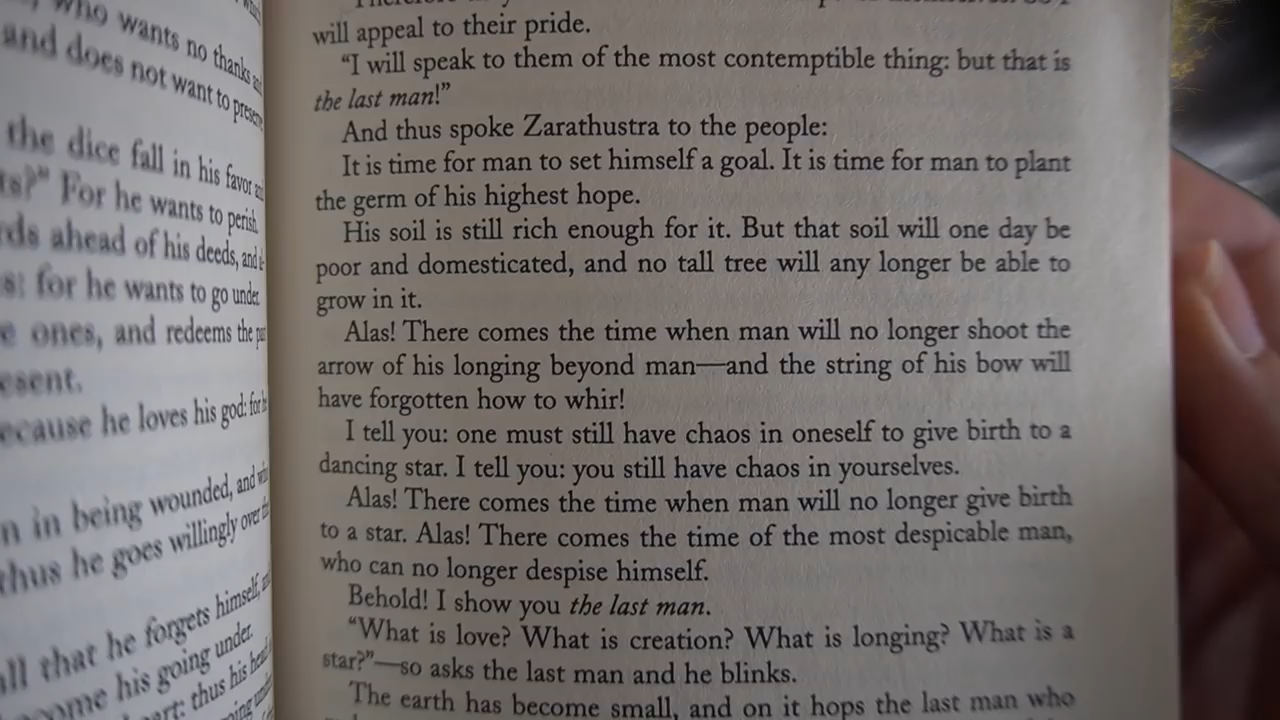 who wants no thanks
and does not want to
the dice fall in his favor
For he wants to perish.
ahead of his deeds, and
for he wants to go under.
ones, and redeems the
he loves his god: for
in being wounded, and
thus he goes willingly over
all that he forgets himself,
his going under.
thus his
will appeal to their pride.
“I will speak to them of the most contemptible thing: but that is
the last man!”
And thus spoke Zarathustra to the people:
It is time for man to set himself a goal. It is time for man to plant
the germ of his highest hope.
His soil is still rich enough for it. But that soil will one day be
poor and domesticated, and no tall tree will any longer be able to
grow in it.
Alas! There comes the time when man will no longer shoot the
arrow of his longing beyond man—and the string of his bow will
have forgotten how to whir!
I tell you: one must still have chaos in oneself to give birth to a
dancing star. I tell you: you still have chaos in yourselves.
Alas! There comes the time when man will no longer give birth
to a star. Alas! There comes the time of the most despicable man,
who can no longer despise himself.
Behold! I show you the last man.
“What is love? What is creation? What is longing? What is a
star?”—so asks the last man and he blinks.
The earth has become small, and on it hops the last man who